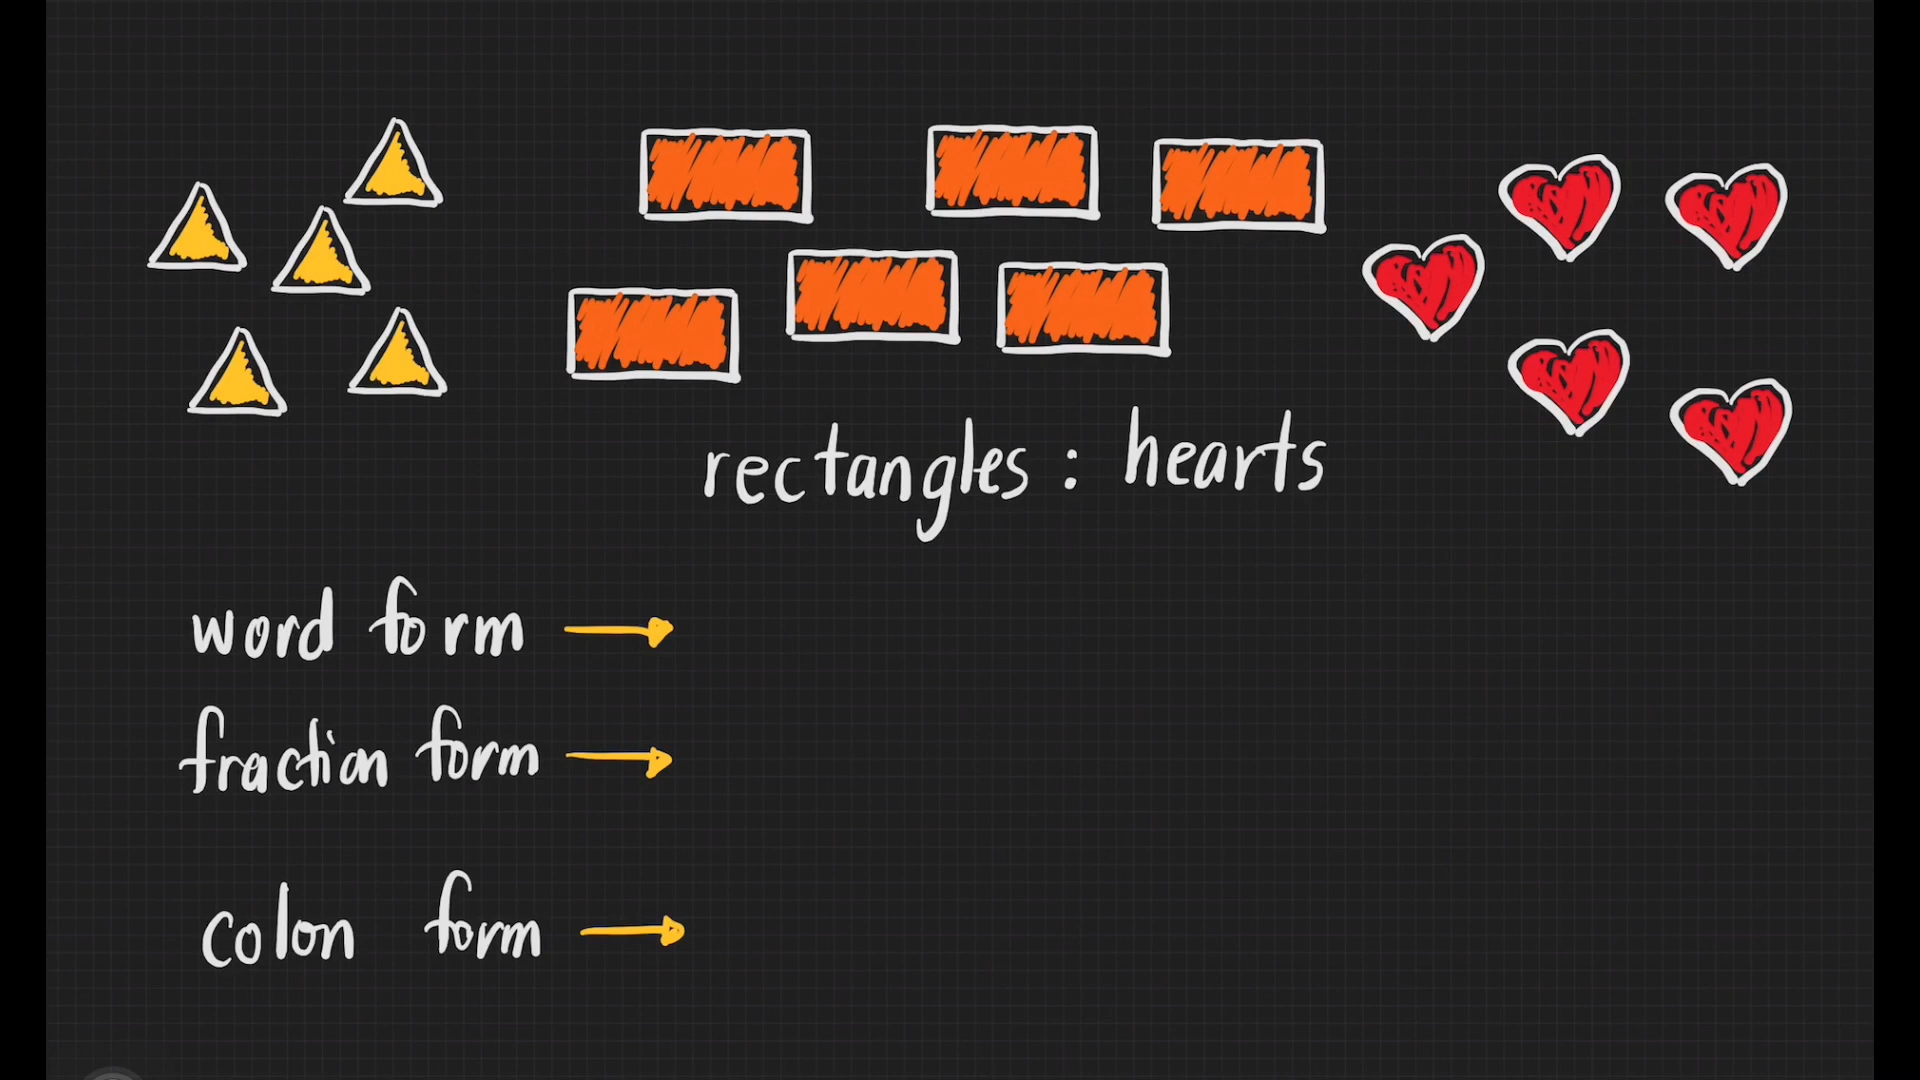 rectangles : hearts
word form →
fraction form →
colon form →